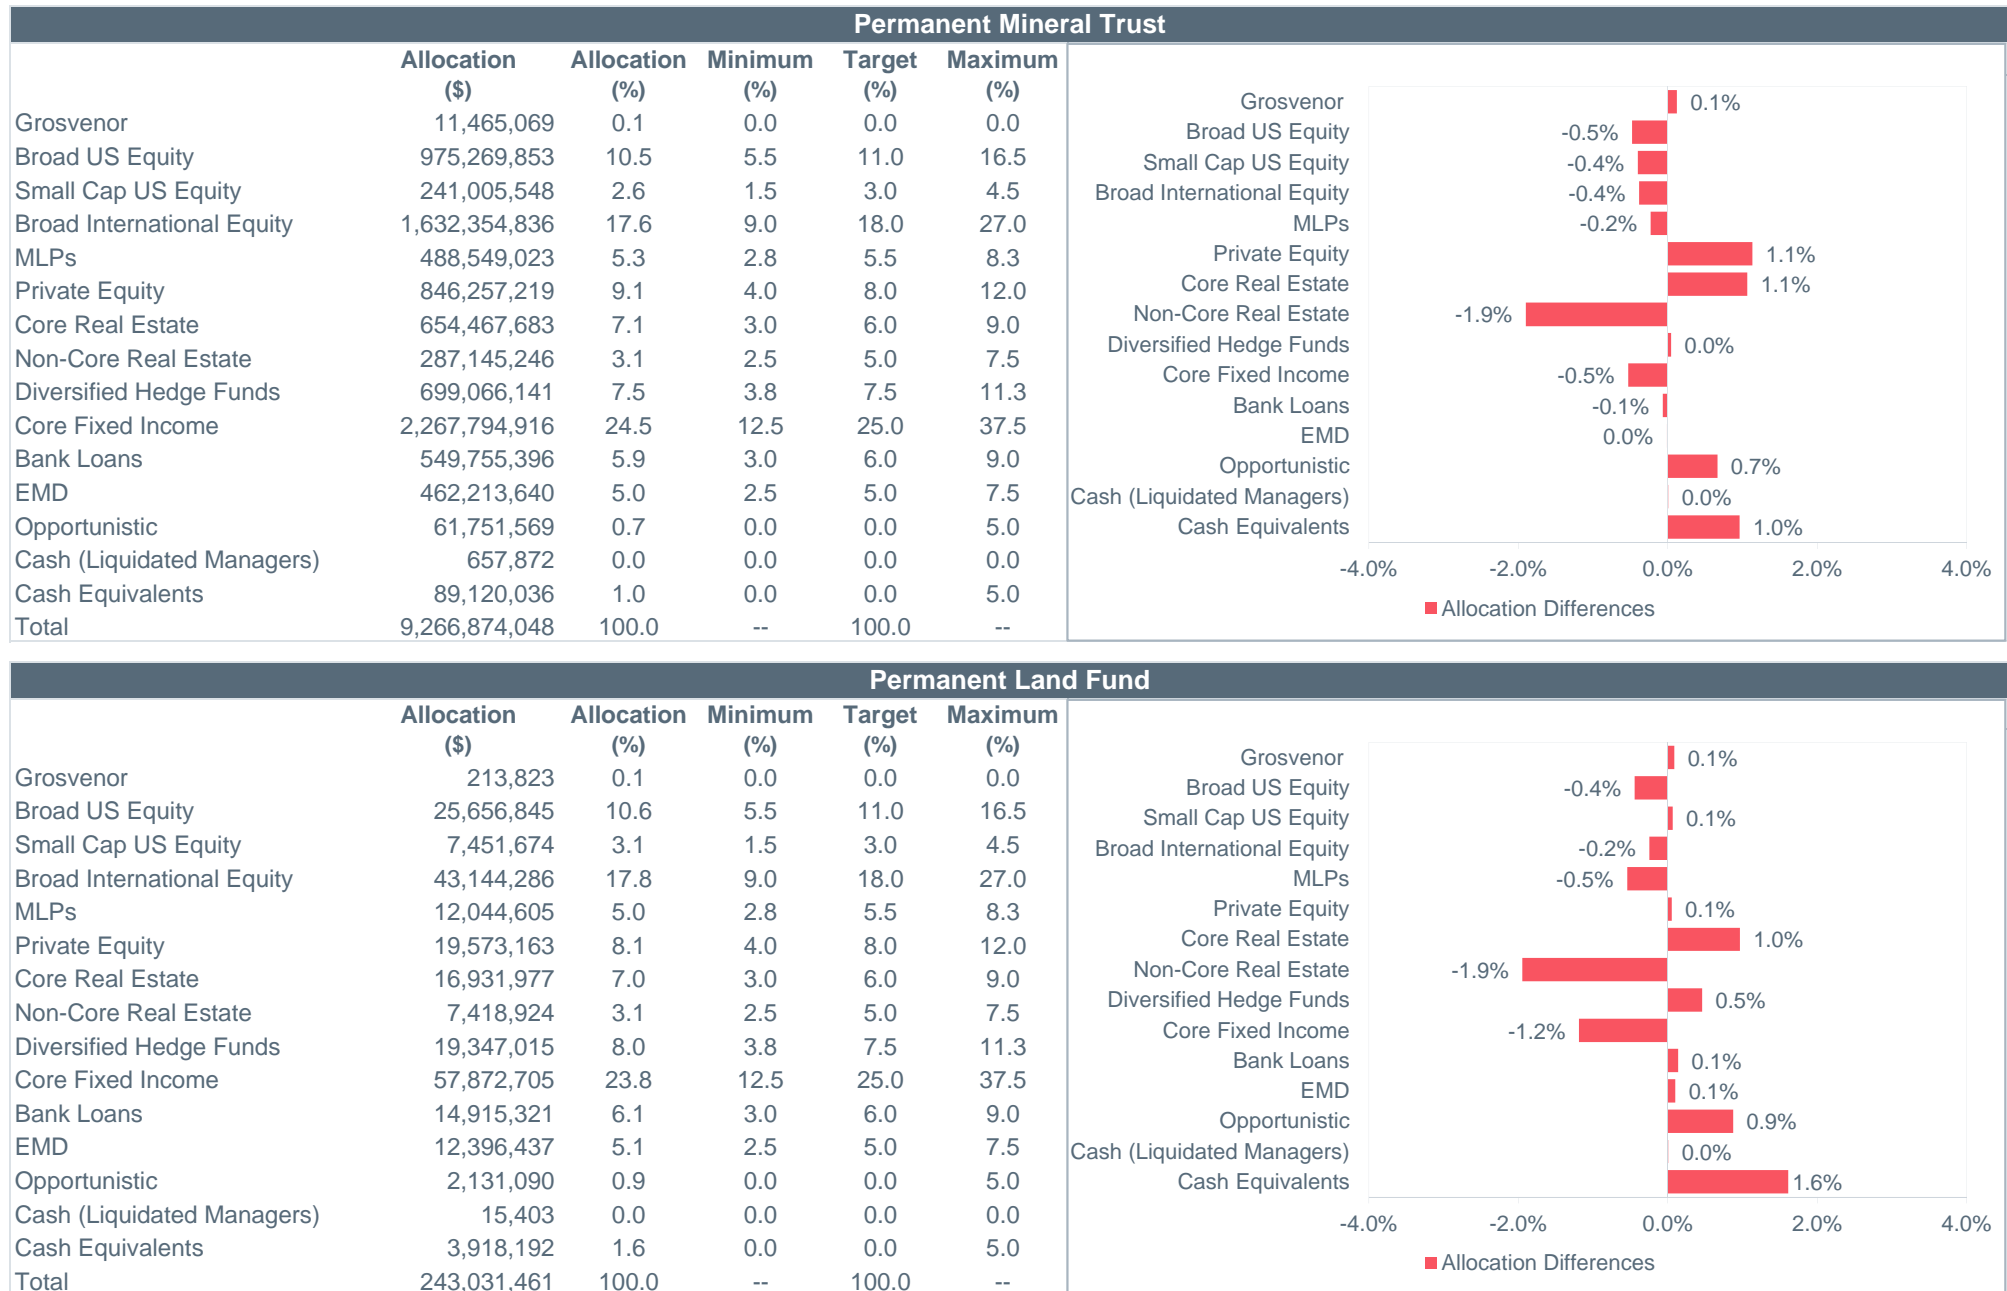 Permanent Mineral Trust
Allocation Allocation Minimum Target Maximum
($) (%) (%) (%) (%)
Grosvenor 11,465,069 0.1 0.0 0.0 0.0
Broad US Equity 975,269,853 10.5 5.5 11.0 16.5
Small Cap US Equity 241,005,548 2.6 1.5 3.0 4.5
Broad International Equity 1,632,354,836 17.6 9.0 18.0 27.0
MLPs 488,549,023 5.3 2.8 5.5 8.3
Private Equity 846,257,219 9.1 4.0 8.0 12.0
Core Real Estate 654,467,683 7.1 3.0 6.0 9.0
Non-Core Real Estate 287,145,246 3.1 2.5 5.0 7.5
Diversified Hedge Funds 699,066,141 7.5 3.8 7.5 11.3
Core Fixed Income 2,267,794,916 24.5 12.5 25.0 37.5
Bank Loans 549,755,396 5.9 3.0 6.0 9.0
EMD 462,213,640 5.0 2.5 5.0 7.5
Opportunistic 61,751,569 0.7 0.0 0.0 5.0
Cash (Liquidated Managers) 657,872 0.0 0.0 0.0 0.0
Cash Equivalents 89,120,036 1.0 0.0 0.0 5.0
Total 9,266,874,048 100.0 -- 100.0 --
Grosvenor 0.1%
Broad US Equity -0.5%
Small Cap US Equity -0.4%
Broad International Equity -0.4%
MLPs -0.2%
Private Equity 1.1%
Core Real Estate 1.1%
Non-Core Real Estate -1.9%
Diversified Hedge Funds 0.0%
Core Fixed Income -0.5%
Bank Loans -0.1%
EMD 0.0%
Opportunistic 0.7%
Cash (Liquidated Managers) 0.0%
Cash Equivalents 1.0%
-4.0% -2.0% 0.0% 2.0% 4.0%
Allocation Differences
Permanent Land Fund
Allocation Allocation Minimum Target Maximum
($) (%) (%) (%) (%)
Grosvenor 213,823 0.1 0.0 0.0 0.0
Broad US Equity 25,656,845 10.6 5.5 11.0 16.5
Small Cap US Equity 7,451,674 3.1 1.5 3.0 4.5
Broad International Equity 43,144,286 17.8 9.0 18.0 27.0
MLPs 12,044,605 5.0 2.8 5.5 8.3
Private Equity 19,573,163 8.1 4.0 8.0 12.0
Core Real Estate 16,931,977 7.0 3.0 6.0 9.0
Non-Core Real Estate 7,418,924 3.1 2.5 5.0 7.5
Diversified Hedge Funds 19,347,015 8.0 3.8 7.5 11.3
Core Fixed Income 57,872,705 23.8 12.5 25.0 37.5
Bank Loans 14,915,321 6.1 3.0 6.0 9.0
EMD 12,396,437 5.1 2.5 5.0 7.5
Opportunistic 2,131,090 0.9 0.0 0.0 5.0
Cash (Liquidated Managers) 15,403 0.0 0.0 0.0 0.0
Cash Equivalents 3,918,192 1.6 0.0 0.0 5.0
Total 243,031,461 100.0 -- 100.0 --
Grosvenor 0.1%
Broad US Equity -0.4%
Small Cap US Equity 0.1%
Broad International Equity -0.2%
MLPs -0.5%
Private Equity 0.1%
Core Real Estate 1.0%
Non-Core Real Estate -1.9%
Diversified Hedge Funds 0.5%
Core Fixed Income -1.2%
Bank Loans 0.1%
EMD 0.1%
Opportunistic 0.9%
Cash (Liquidated Managers) 0.0%
Cash Equivalents 1.6%
-4.0% -2.0% 0.0% 2.0% 4.0%
Allocation Differences